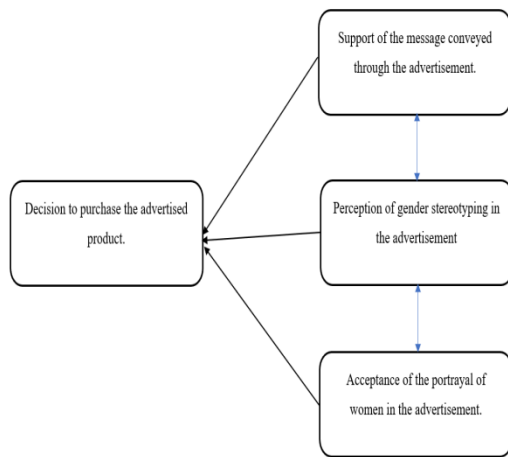 Support of the message conveyed
through the advertisement.
Decision to purchase the advertised
product.
Perception of gender stereotyping in
the advertisement
Acceptance of the portrayal of
women in the advertisement.